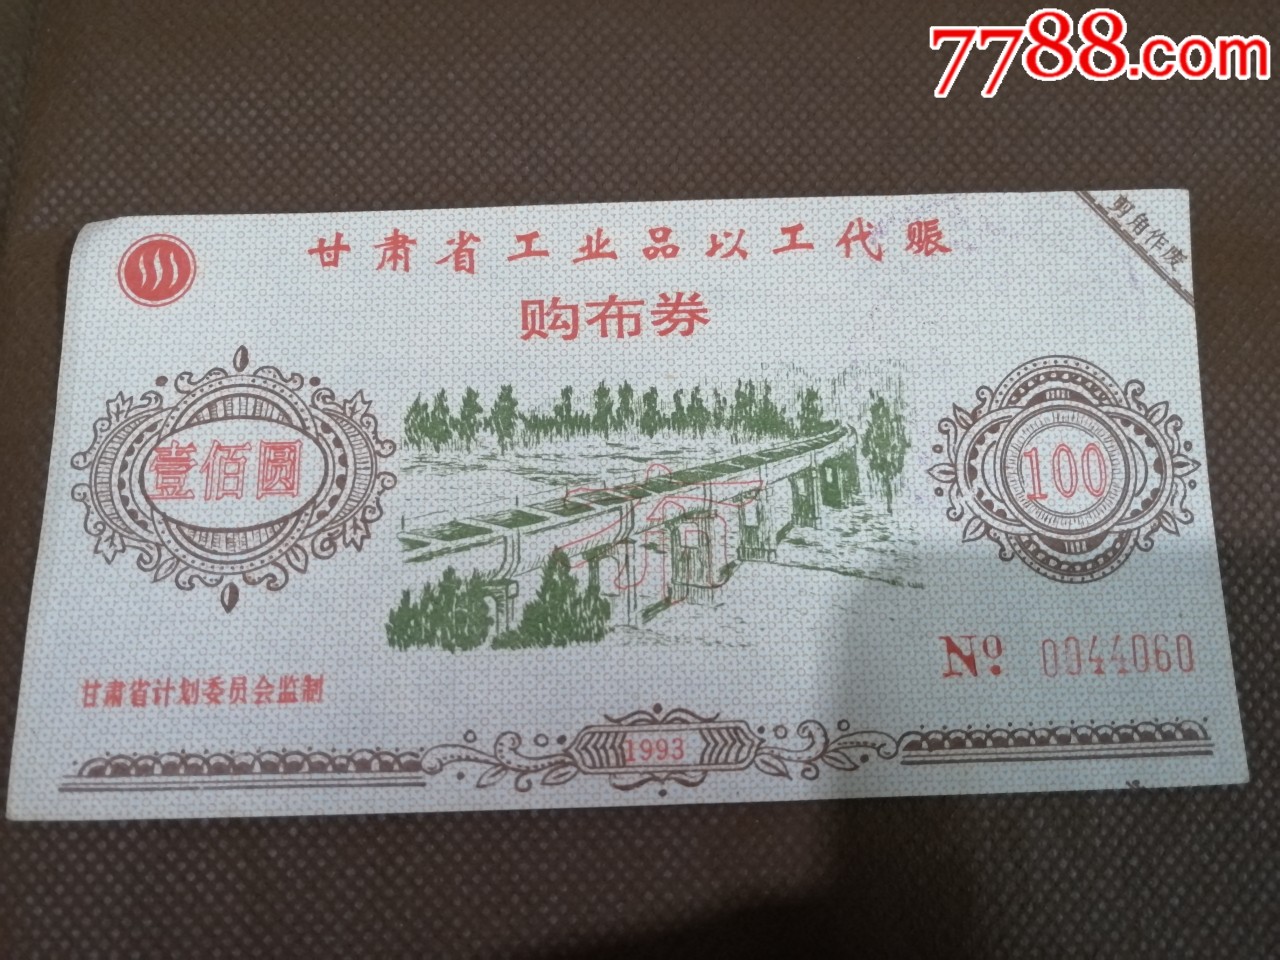 7788.com
剪角作废
甘肃省工业品以工代赈
购布券
壹佰圆
100
布
No. 0044060
甘肃省计划委员会监制
1993